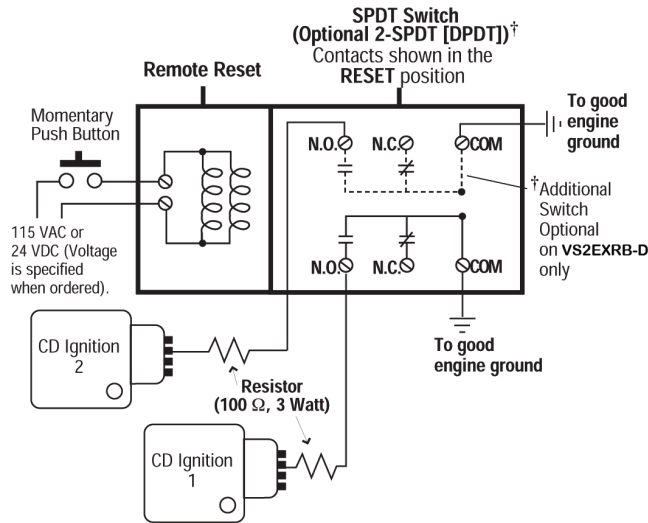 SPDT Switch
(Optional 2-SPDT [DPDT])†
Contacts shown in the
RESET position
Remote Reset
Momentary
Push Button
To good
engine
ground
N.O.
N.C.
COM
†Additional
Switch
Optional
on VS2EXRB-D
only
115 VAC or
24 VDC (Voltage
is specified
when ordered).
N.O.
N.C.
COM
To good
engine ground
CD Ignition
2
Resistor
(100 Ω, 3 Watt)
CD Ignition
1